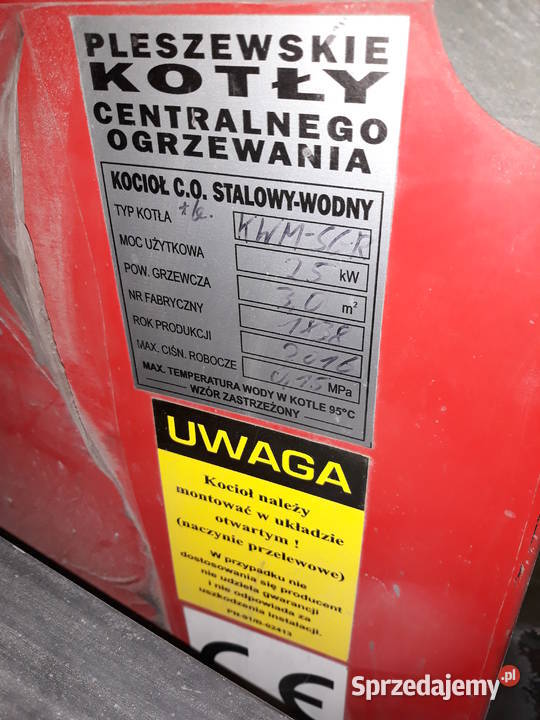 PLESZEWSKIE
KOTŁY
CENTRALNEGO
OGRZEWANIA
KOCIOŁ C.O. STALOWY-WODNY
TYP KOTŁA KWM-S/-R
MOC UŻYTKOWA 25 kW
POW. GRZEWCZA 3,0 m²
NR FABRYCZNY 1838
ROK PRODUKCJI 2016
MAX. CIŚN. ROBOCZE 0,15 MPa
MAX. TEMPERATURA WODY W KOTLE 95°C
WZÓR ZASTRZEŻONY
UWAGA
Kocioł należy
montować w układzie
otwartym !
(naczynie przelewowe)
W przypadku nie
dostosowania się producent
nie udziela gwarancji
i nie odpowiada za
uszkodzenia instalacji.
PN-91/B-02413
CE
Sprzedajemy.pl